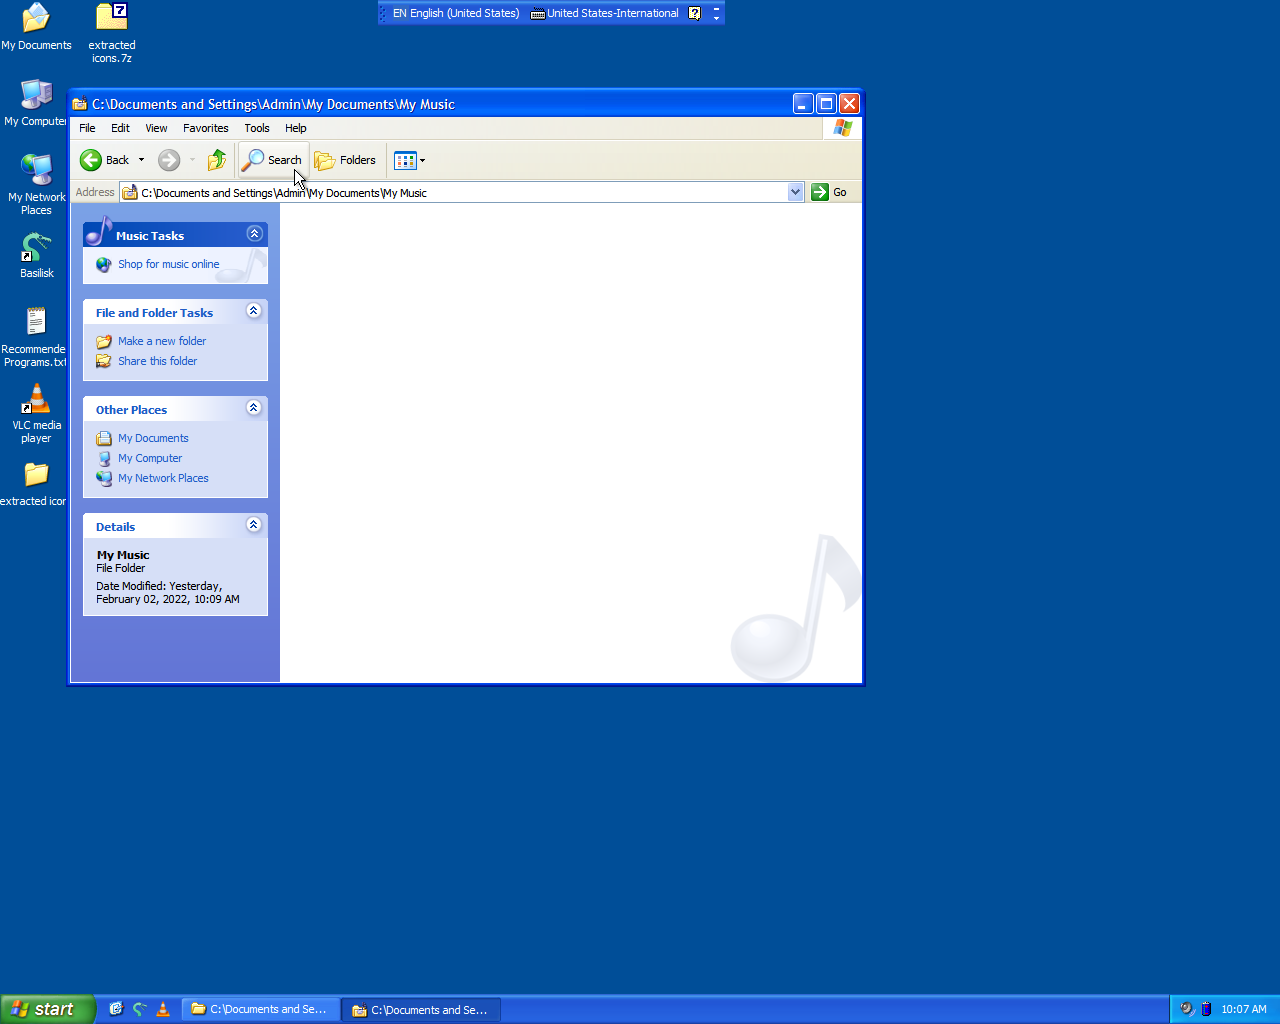 EN English (United States) United States-International
My Documents
extracted icons.7z
My Computer
My Network Places
Basilisk
Recommende
Programs.txt
VLC media player
extracted icon
C:\Documents and Settings\Admin\My Documents\My Music
File Edit View Favorites Tools Help
Back Search Folders
Address C:\Documents and Settings\Admin\My Documents\My Music Go
Music Tasks
Shop for music online
File and Folder Tasks
Make a new folder
Share this folder
Other Places
My Documents
My Computer
My Network Places
Details
My Music
File Folder
Date Modified: Yesterday,
February 02, 2022, 10:09 AM
start C:\Documents and Se... C:\Documents and Se... 10:07 AM